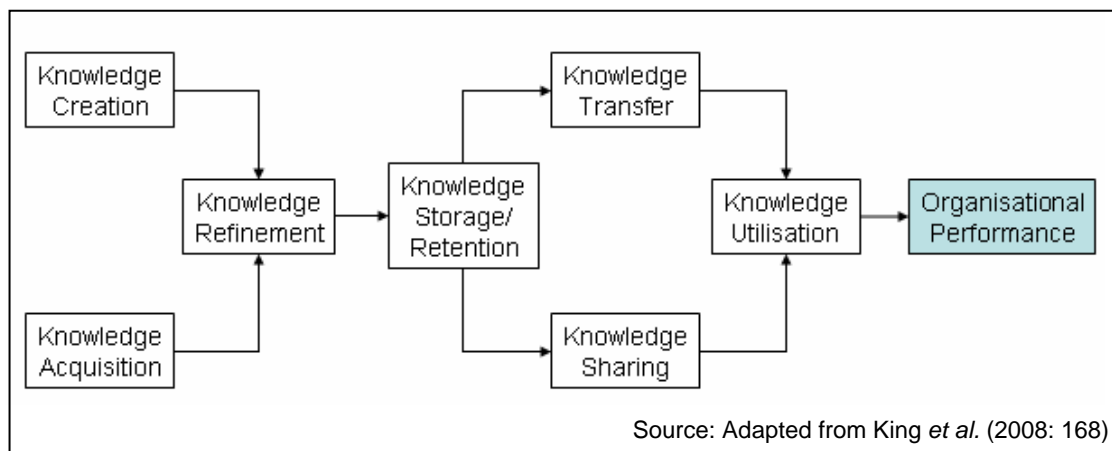 Knowledge
Creation
Knowledge
Acquisition
Knowledge
Refinement
Knowledge
Storage/
Retention
Knowledge
Transfer
Knowledge
Sharing
Knowledge
Utilisation
Organisational
Performance
Source: Adapted from King et al. (2008: 168)